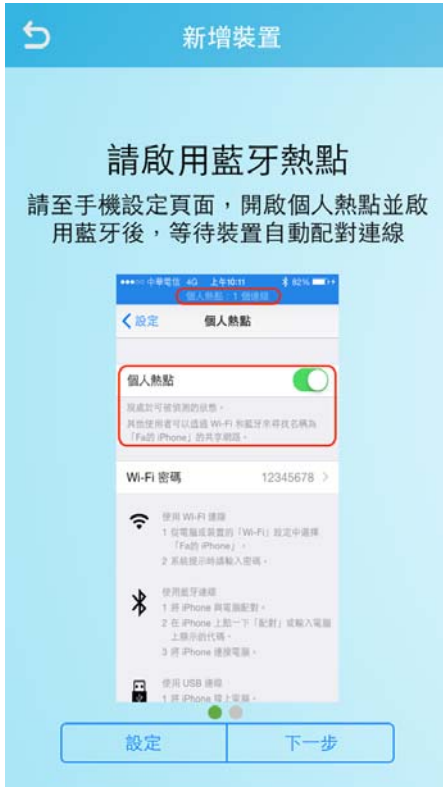 新增裝置
請啟用藍牙熱點
請至手機設定頁面，開啟個人熱點並啟
用藍牙後，等待裝置自動配對連線
中華電信 4G 上午10:11 82%
個人熱點：1 個連線
設定 個人熱點
個人熱點
現處於可被偵測的狀態。
其他使用者可以透過 Wi-Fi 和藍牙來尋找名稱為
「Fa的 iPhone」的共享網路。
Wi-Fi 密碼 12345678
使用 Wi-Fi 連線
1 從電腦或裝置的「Wi-Fi」設定中選擇
「Fa的 iPhone」。
2 系統提示時請輸入密碼。
使用藍牙連線
1 將 iPhone 與電腦配對。
2 在 iPhone 上點一下「配對」或輸入電腦
上顯示的代碼。
3 將 iPhone 連接電腦。
使用 USB 連線
1 將 iPhone 接上電腦。
設定 下一步